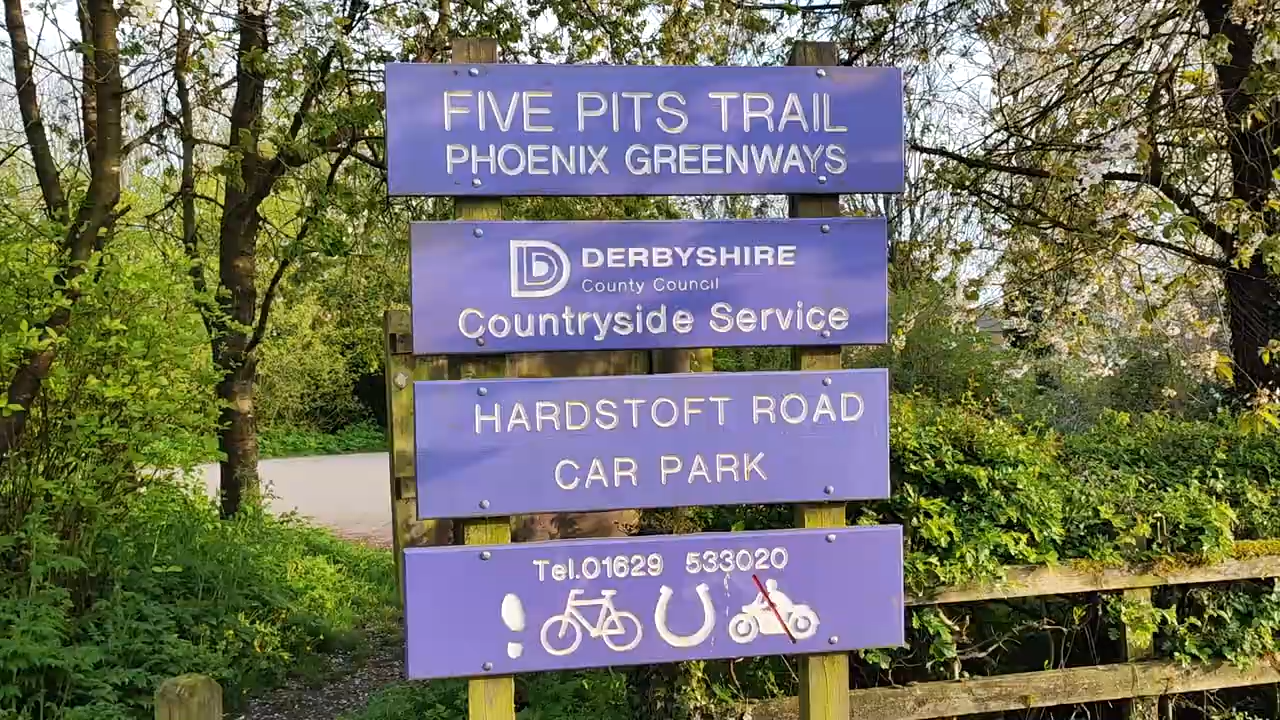 FIVE PITS TRAIL
PHOENIX GREENWAYS
DERBYSHIRE
County Council
Countryside Service
HARDSTOFT ROAD
CAR PARK
Tel.01629 533020